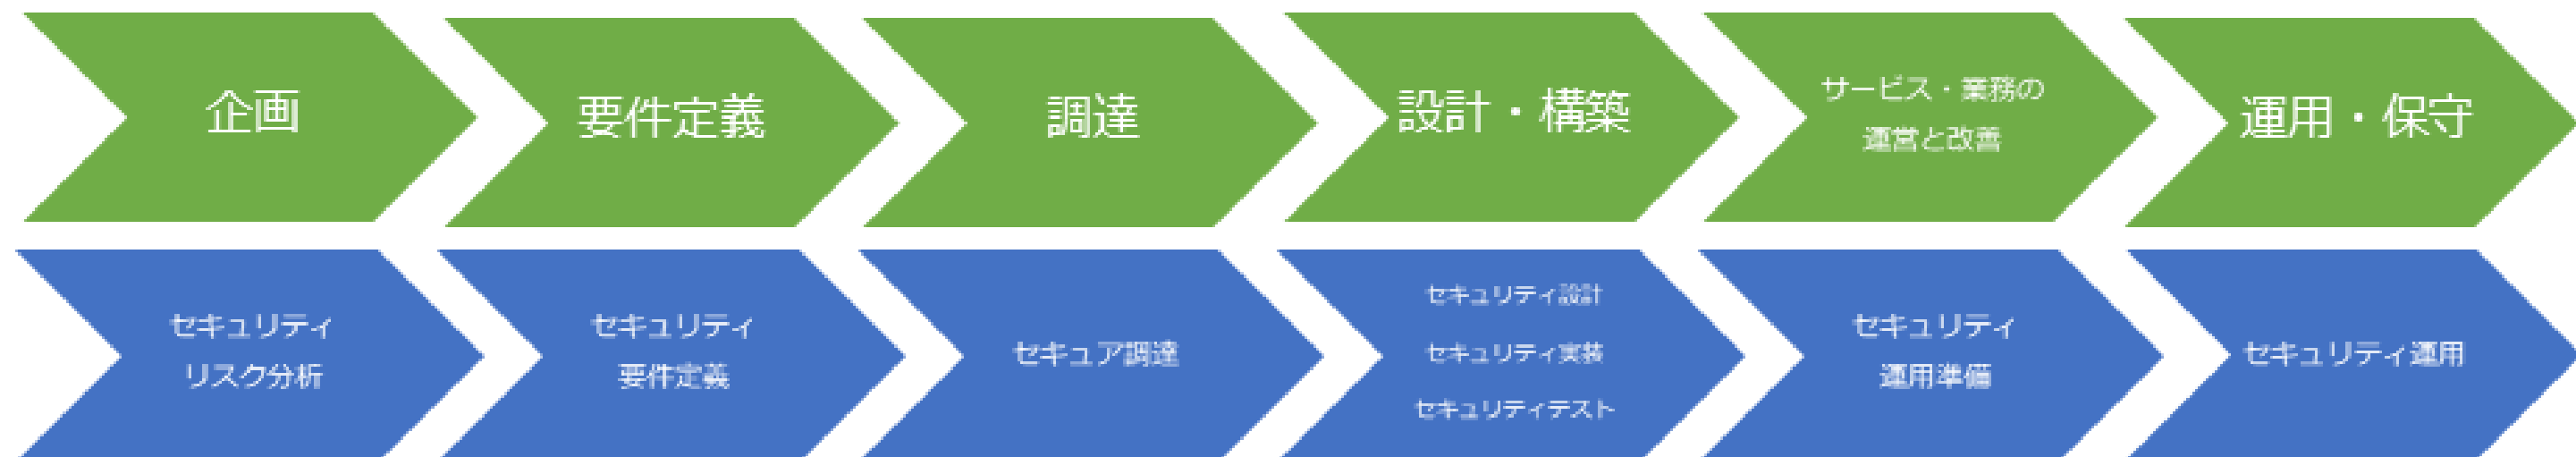 企画
要件定義
調達
設計・構築
サービス・業務の
運営と改善
運用・保守
セキュリティ
リスク分析
セキュリティ
要件定義
セキュア調達
セキュリティ設計
セキュリティ実装
セキュリティテスト
セキュリティ
運用準備
セキュリティ運用